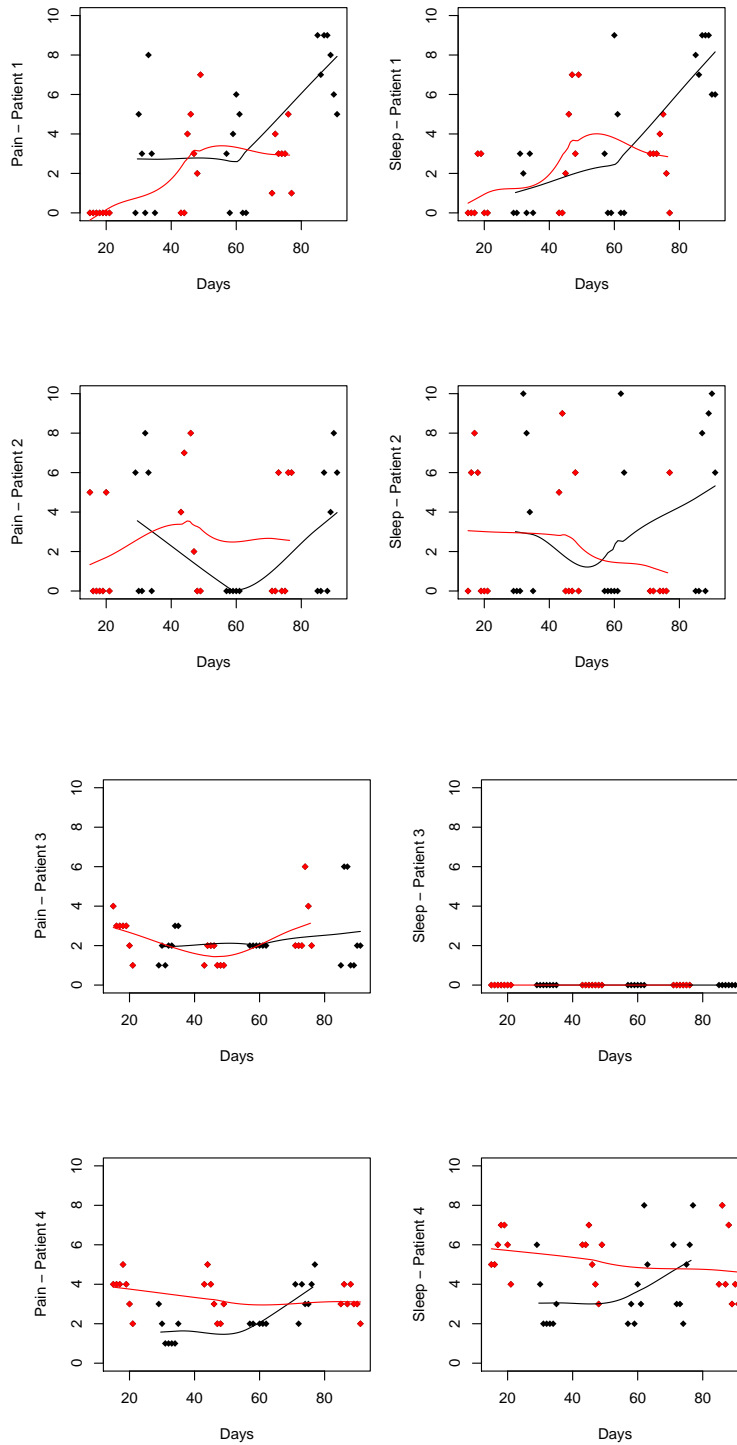 Pain − Patient 1
0 2 4 6 8 10
20 40 60 80
Days
Sleep − Patient 1
0 2 4 6 8 10
20 40 60 80
Days
Pain − Patient 2
0 2 4 6 8 10
20 40 60 80
Days
Sleep − Patient 2
0 2 4 6 8 10
20 40 60 80
Days
Pain − Patient 3
0 2 4 6 8 10
20 40 60 80
Days
Sleep − Patient 3
0 2 4 6 8 10
20 40 60 80
Days
Pain − Patient 4
0 2 4 6 8 10
20 40 60 80
Days
Sleep − Patient 4
0 2 4 6 8 10
20 40 60 80
Days